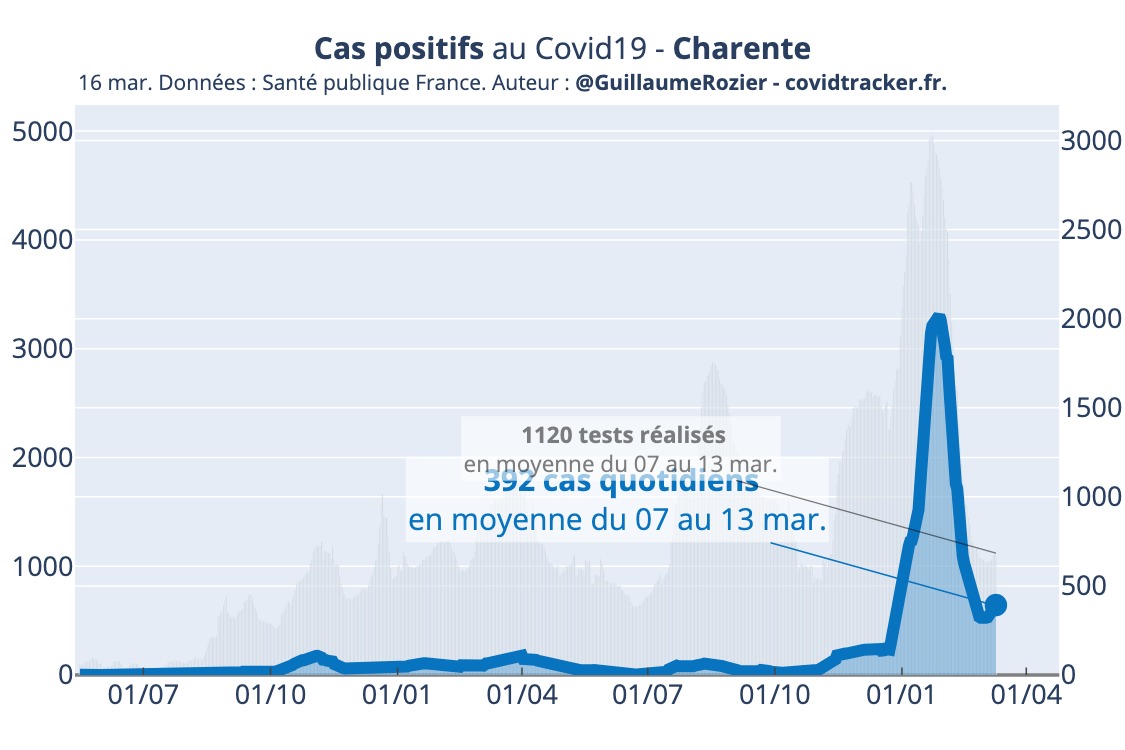 Cas positifs au Covid19 - Charente
16 mar. Données : Santé publique France. Auteur : @GuillaumeRozier - covidtracker.fr.
5000
4000
3000
2000
1000
0
3000
2500
2000
1500
1000
500
0
1120 tests réalisés
en moyenne du 07 au 13 mar.
392 cas quotidiens
en moyenne du 07 au 13 mar.
01/07 01/10 01/01 01/04 01/07 01/10 01/01 01/04